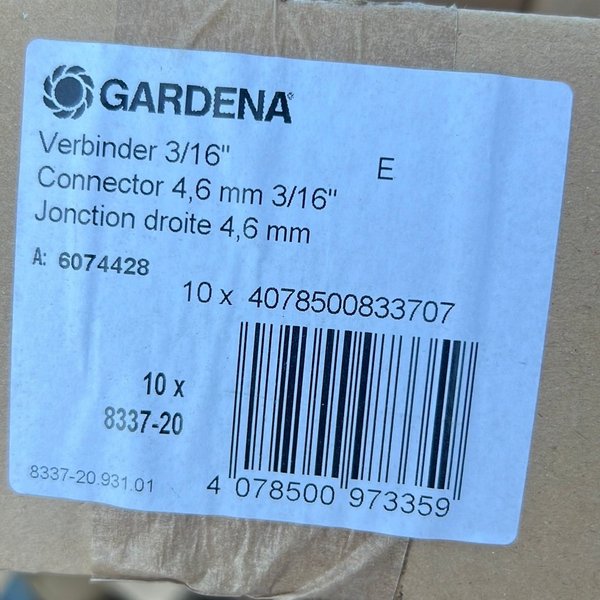 GARDENA
Verbinder 3/16"
E
Connector 4,6 mm 3/16"
Jonction droite 4,6 mm
A: 6074428
10 x 4078500833707
10 x
8337-20
8337-20.931.01
4 078500 973359